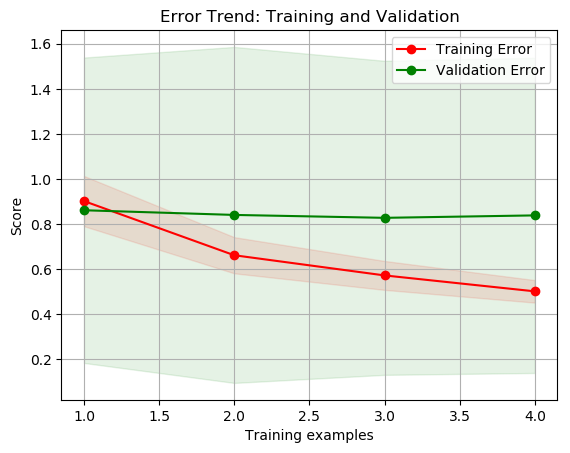 Error Trend: Training and Validation
Training Error
Validation Error
Score
1.6
1.4
1.2
1.0
0.8
0.6
0.4
0.2
1.0 1.5 2.0 2.5 3.0 3.5 4.0
Training examples